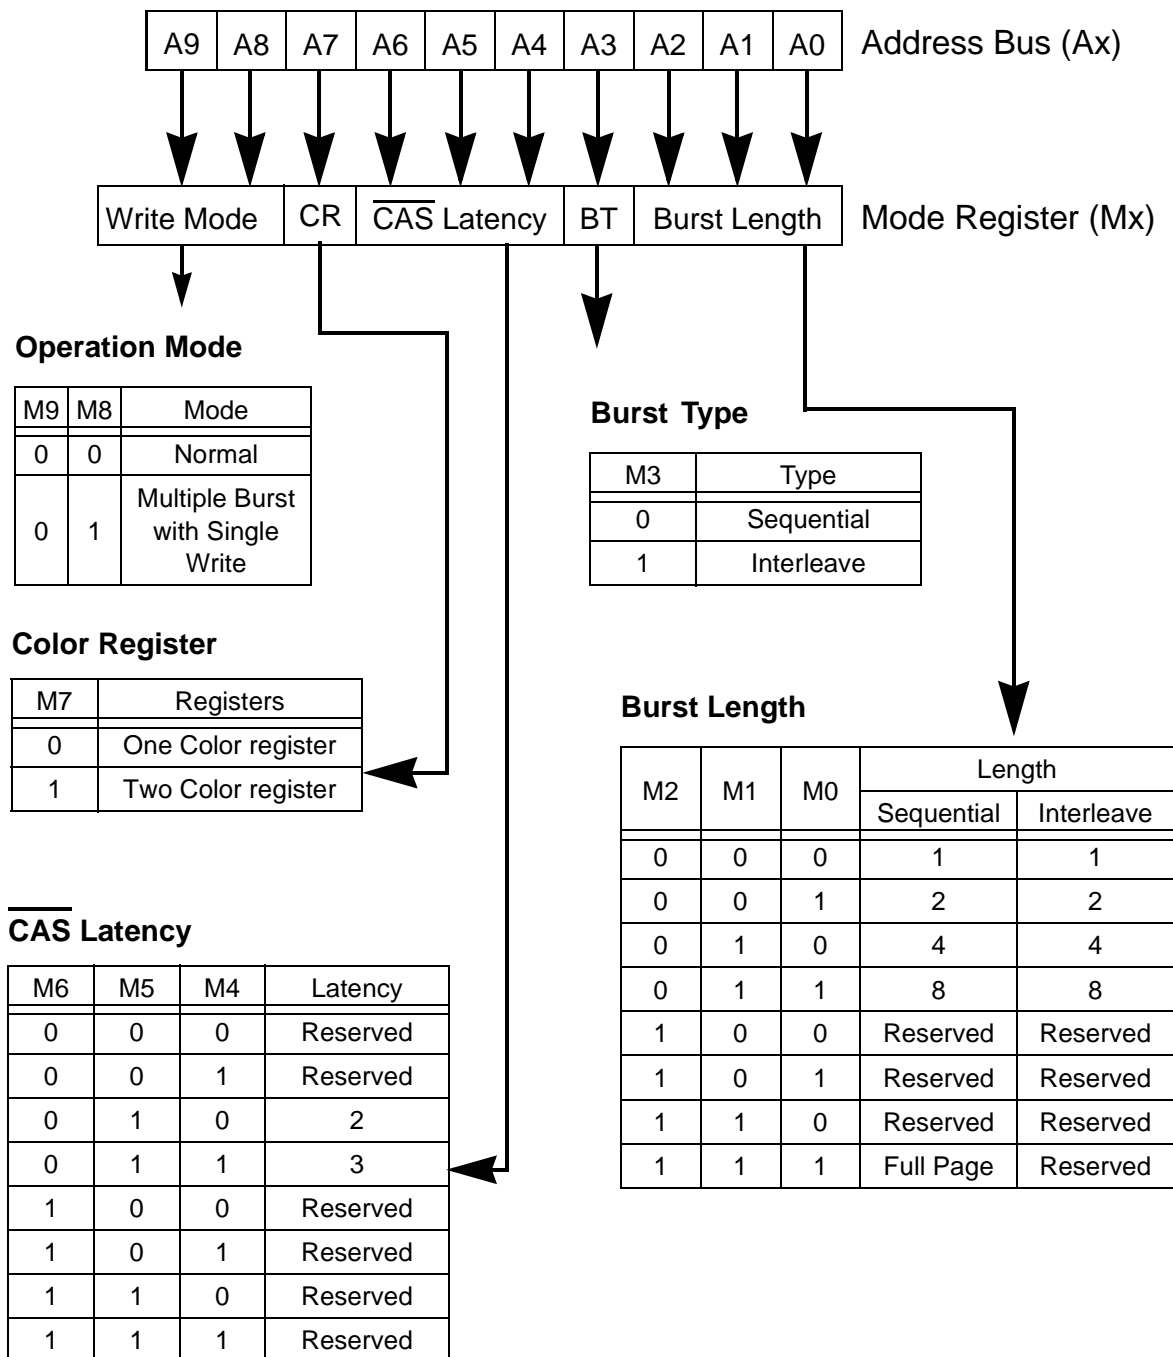 A9 A8 A7 A6 A5 A4 A3 A2 A1 A0 Address Bus (Ax)
Write Mode CR CAS Latency BT Burst Length Mode Register (Mx)
Operation Mode
M9 M8 Mode
0 0 Normal
0 1 Multiple Burst
with Single
Write
Color Register
M7 Registers
0 One Color register
1 Two Color register
CAS Latency
M6 M5 M4 Latency
0 0 0 Reserved
0 0 1 Reserved
0 1 0 2
0 1 1 3
1 0 0 Reserved
1 0 1 Reserved
1 1 0 Reserved
1 1 1 Reserved
Burst Type
M3 Type
0 Sequential
1 Interleave
Burst Length
M2 M1 M0 Length
Sequential Interleave
0 0 0 1 1
0 0 1 2 2
0 1 0 4 4
0 1 1 8 8
1 0 0 Reserved Reserved
1 0 1 Reserved Reserved
1 1 0 Reserved Reserved
1 1 1 Full Page Reserved